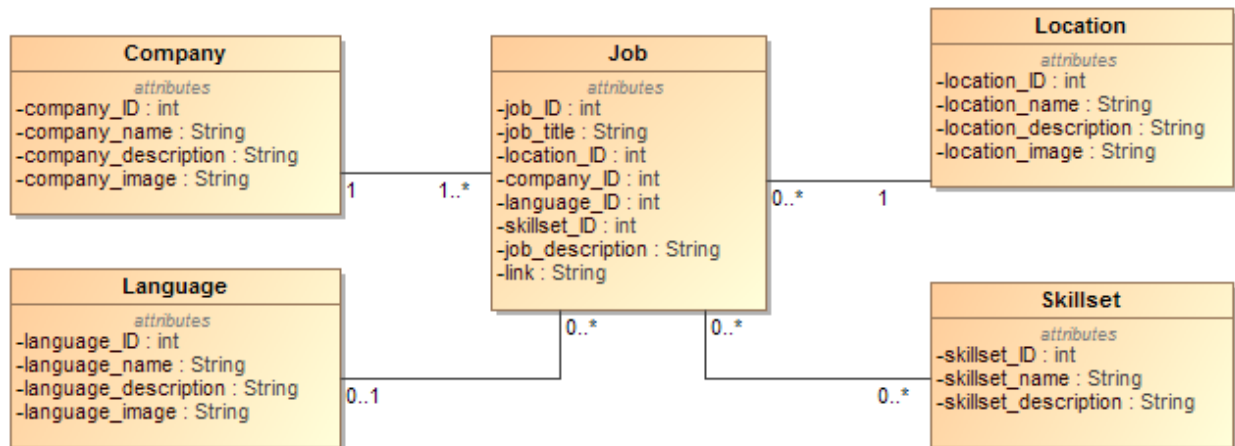 Company
attributes
-company_ID : int
-company_name : String
-company_description : String
-company_image : String
1
1..*
Job
attributes
-job_ID : int
-job_title : String
-location_ID : int
-company_ID : int
-language_ID : int
-skillset_ID : int
-job_description : String
-link : String
0..*
1
Location
attributes
-location_ID : int
-location_name : String
-location_description : String
-location_image : String
Language
attributes
-language_ID : int
-language_name : String
-language_description : String
-language_image : String
0..1
0..*
0..*
0..*
Skillset
attributes
-skillset_ID : int
-skillset_name : String
-skillset_description : String